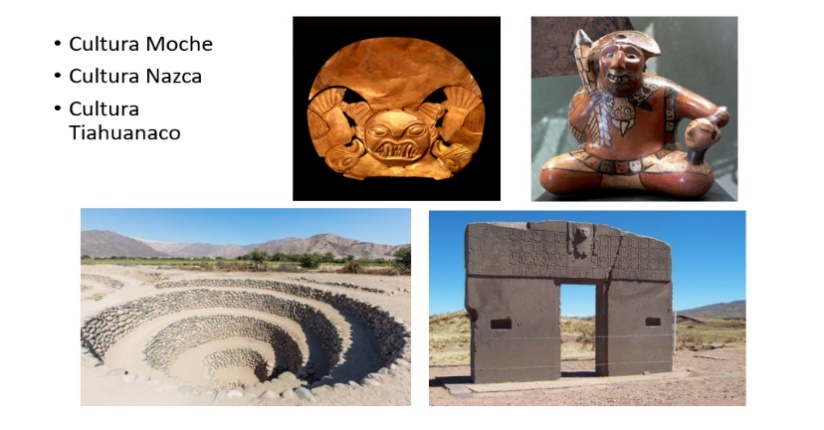 • Cultura Moche
• Cultura Nazca
• Cultura
Tiahuanaco